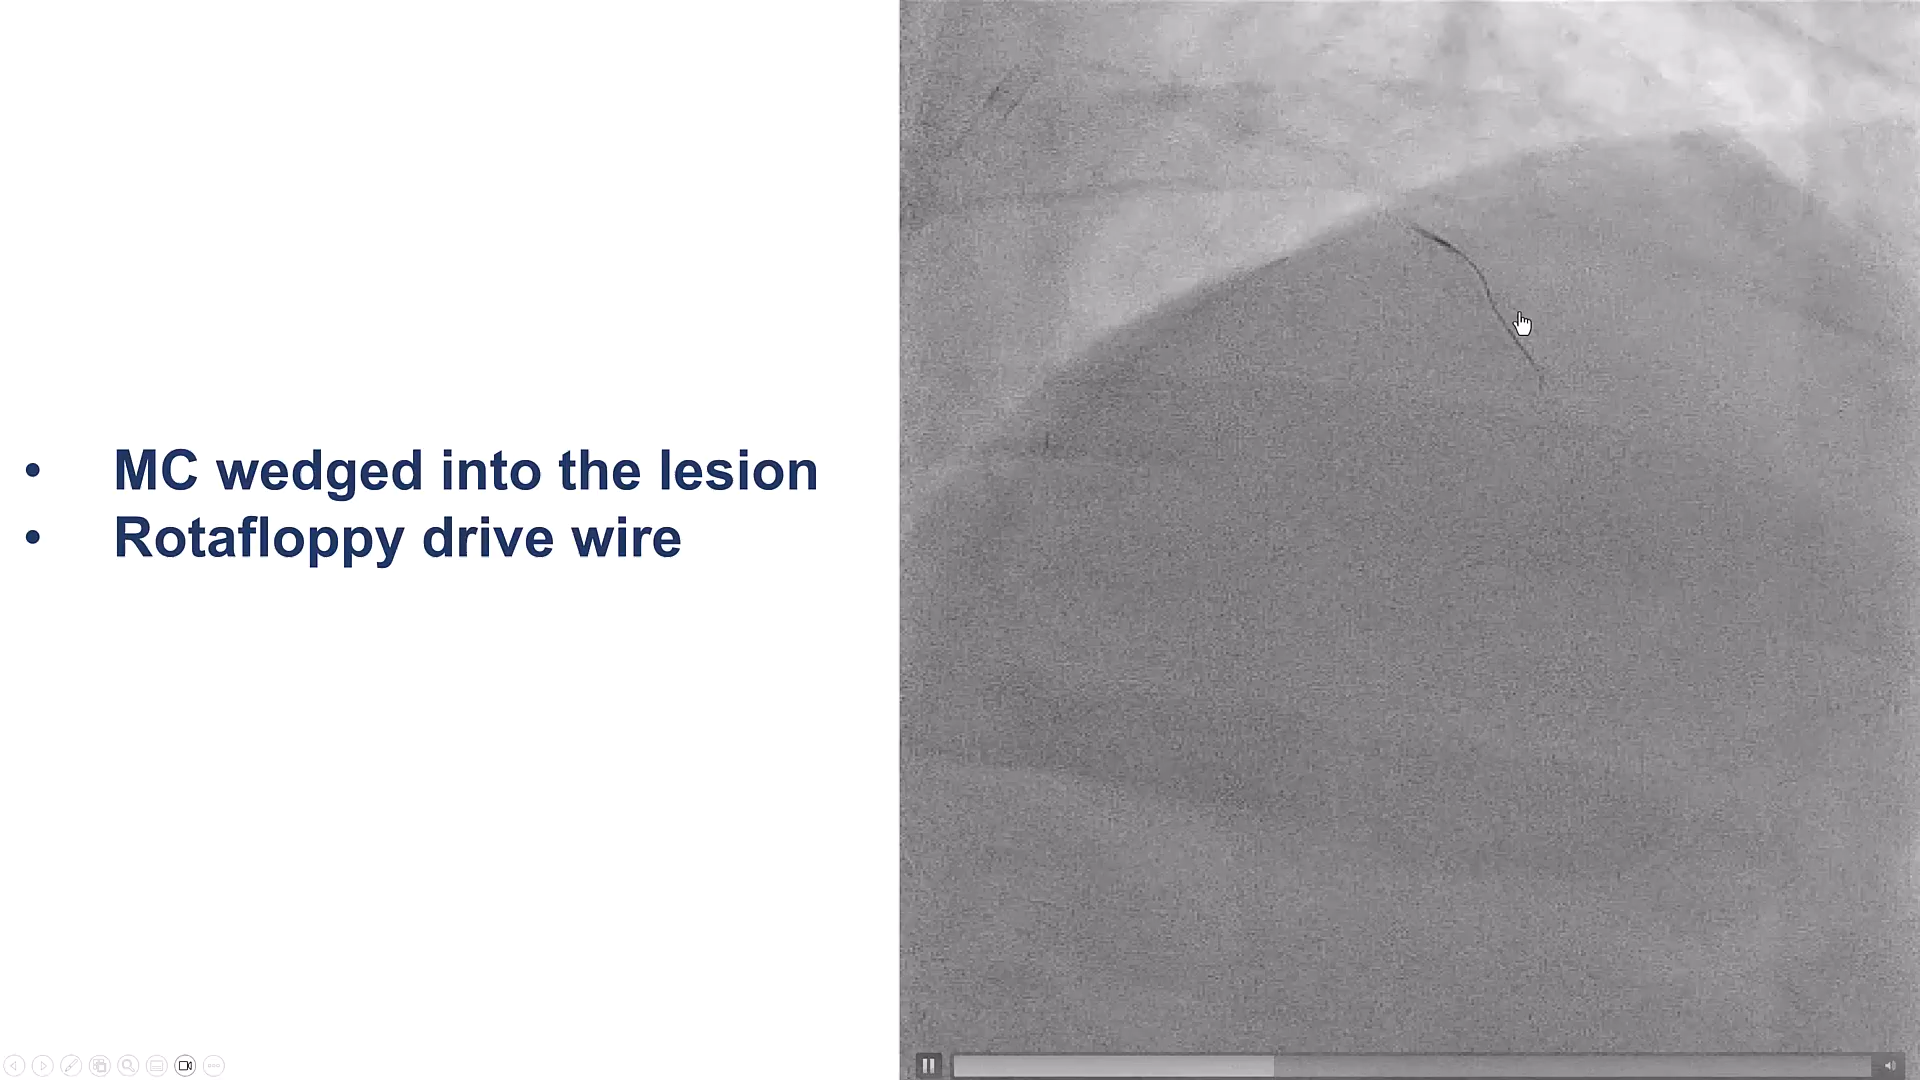 • MC wedged into the lesion
• Rotafloppy drive wire